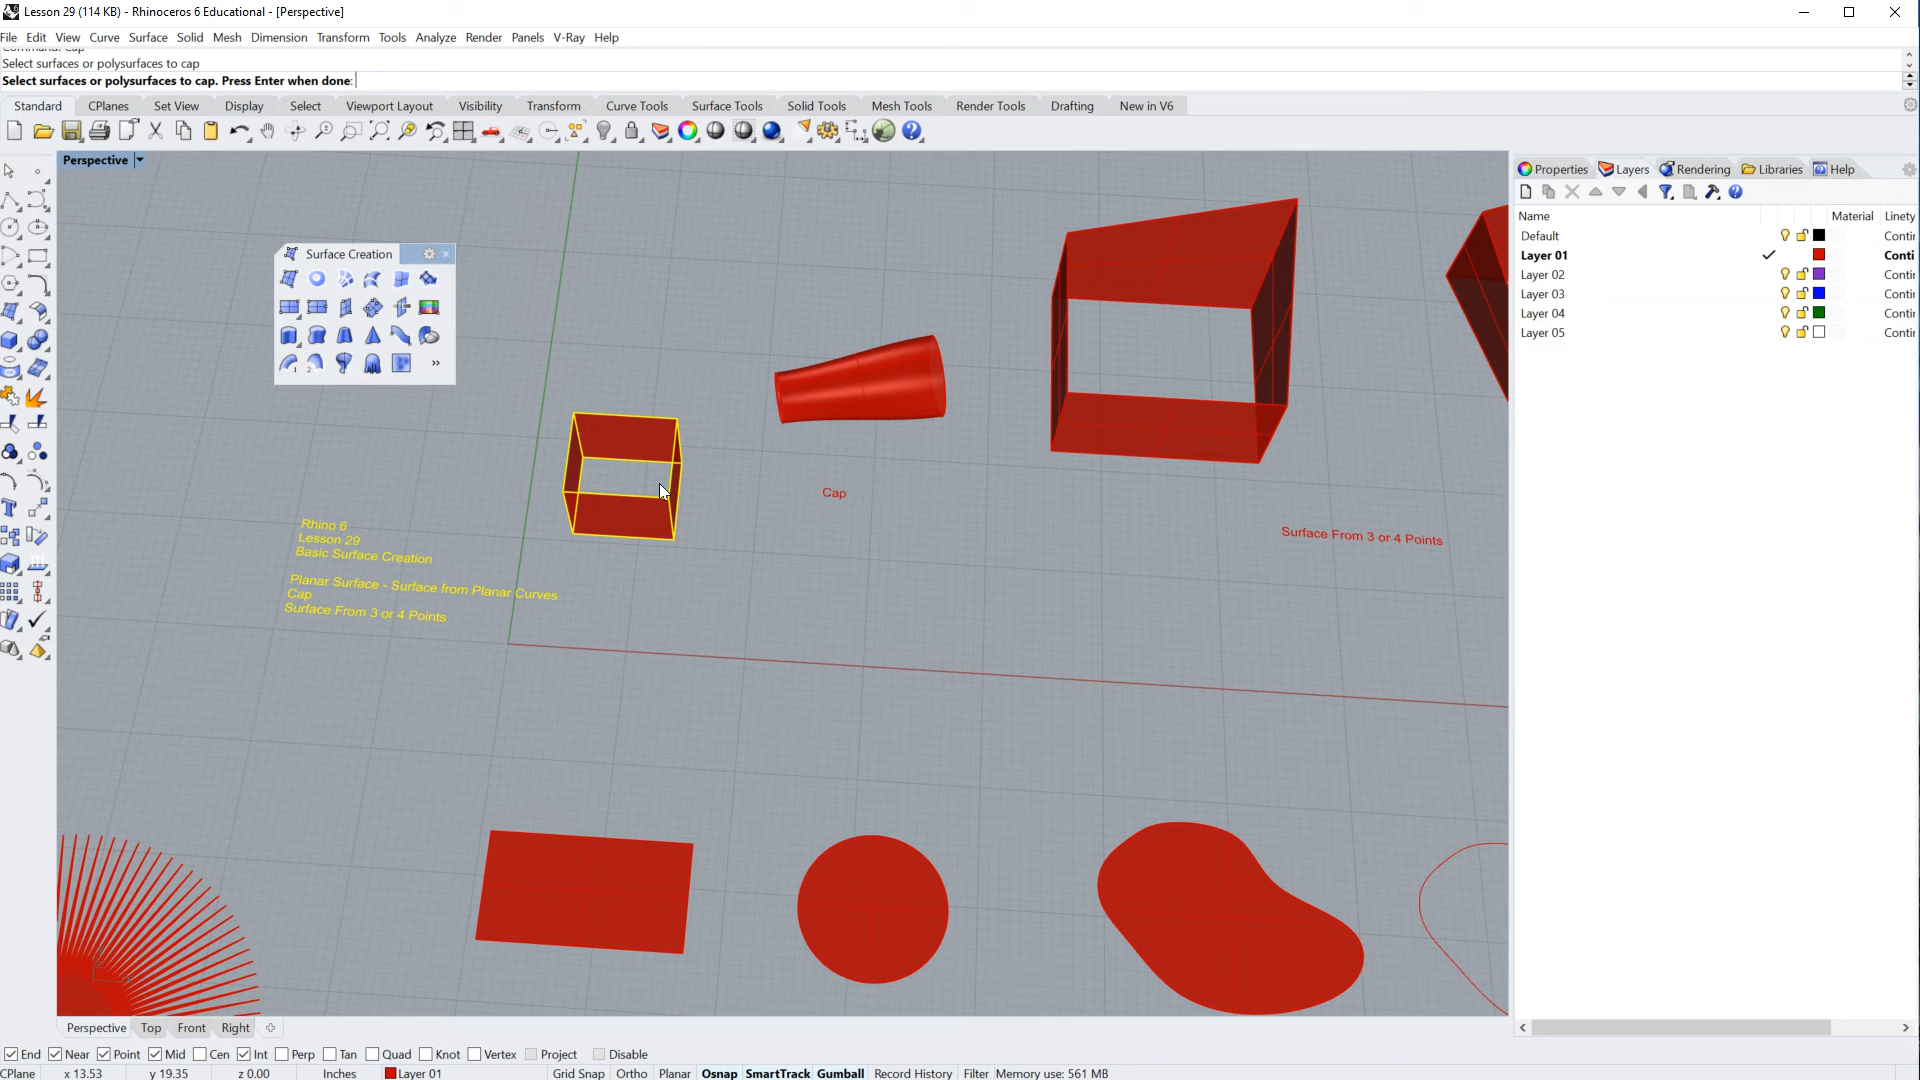 Lesson 29 (114 KB) - Rhinoceros 6 Educational - [Perspective]
File Edit View Curve Surface Solid Mesh Dimension Transform Tools Analyze Render Panels V-Ray Help
Select surfaces or polysurfaces to cap
Select surfaces or polysurfaces to cap. Press Enter when done:
Standard CPlanes Set View Display Select Viewport Layout Visibility Transform Curve Tools Surface Tools Solid Tools Mesh Tools Render Tools Drafting New in V6
Perspective
Properties Layers Rendering Libraries Help
Name Material Linety
Default Contin
Layer 01 Conti
Layer 02 Contin
Layer 03 Contin
Layer 04 Contin
Layer 05 Contin
Surface Creation
Cap
Surface From 3 or 4 Points
Rhino 6
Lesson 29
Basic Surface Creation
Planar Surface - Surface from Planar Curves
Cap
Surface From 3 or 4 Points
Perspective Top Front Right
End Near Point Mid Cen Int Perp Tan Quad Knot Vertex Project Disable
CPlane x 13.53 y 19.35 z 0.00 Inches Layer 01 Grid Snap Ortho Planar Osnap SmartTrack Gumball Record History Filter Memory use: 561 MB